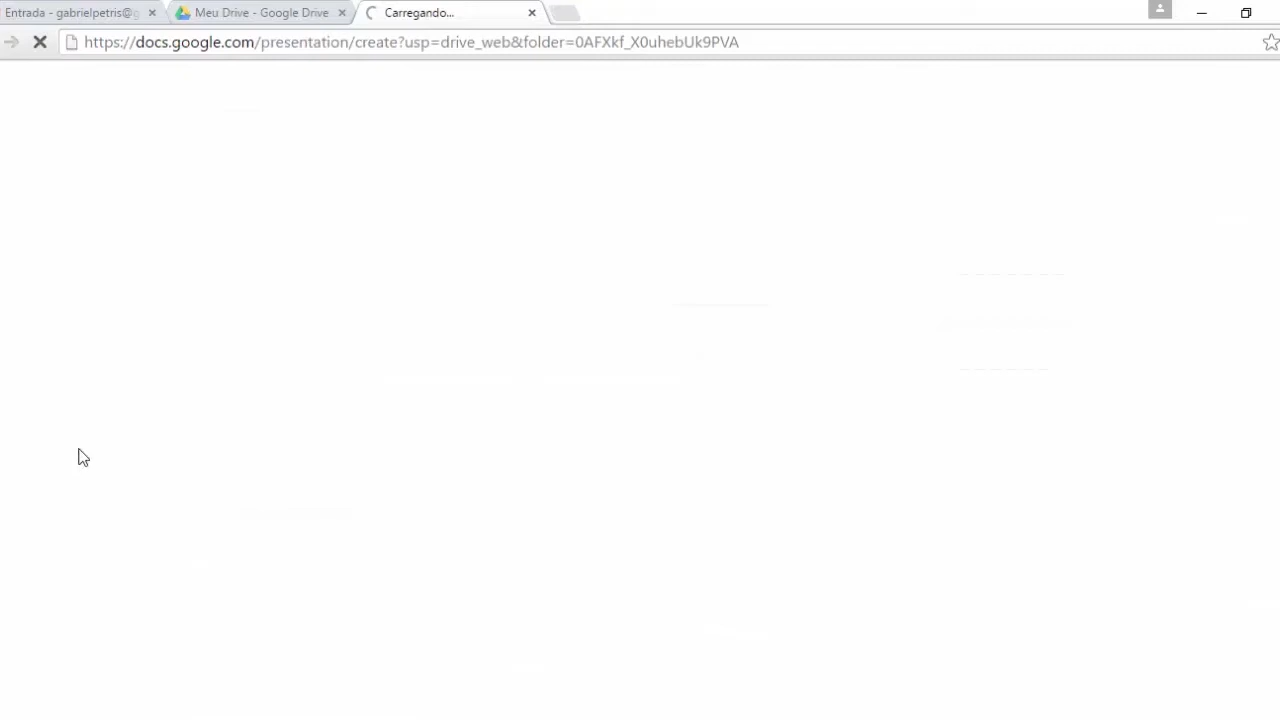 Entrada - gabrielpetris@g
Meu Drive - Google Drive
Carregando...
https://docs.google.com/presentation/create?usp=drive_web&folder=0AFXkf_X0uhebUk9PVA